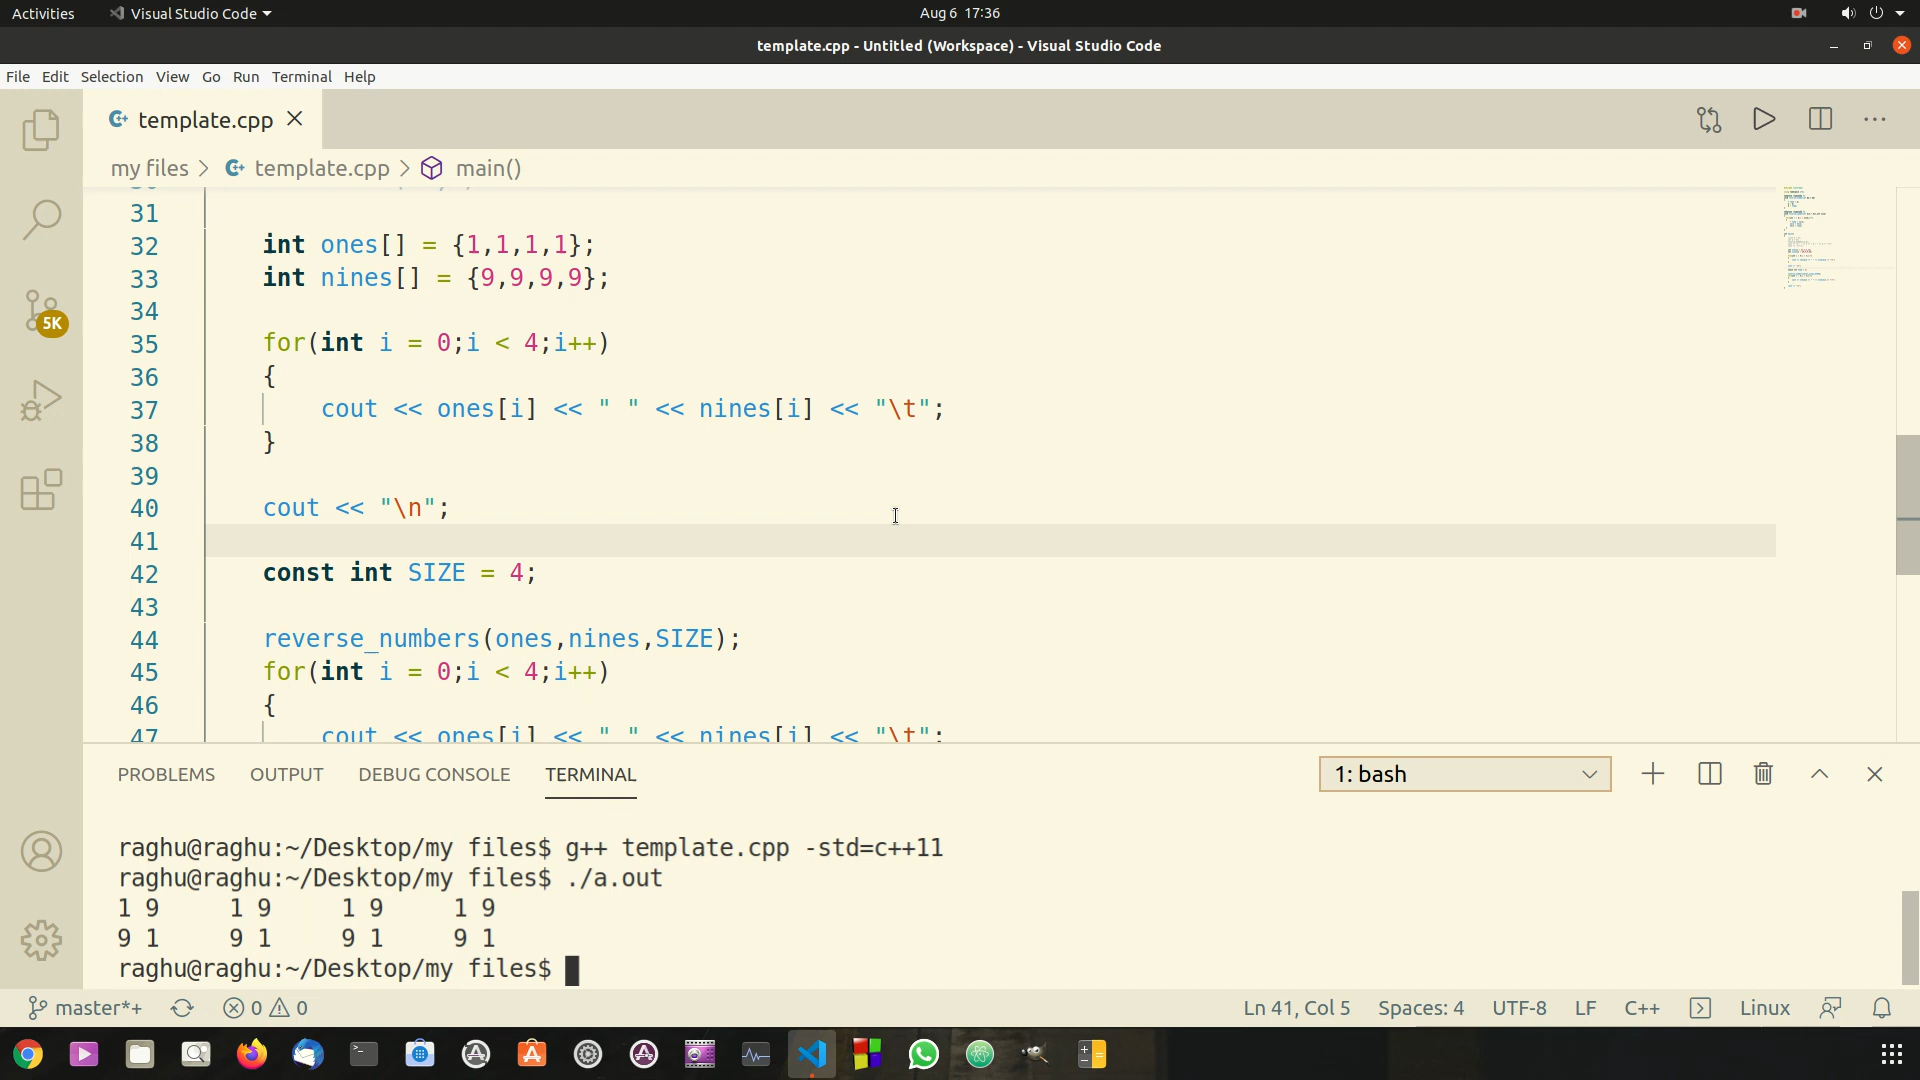 Activities Visual Studio Code Aug 6 17:36
template.cpp - Untitled (Workspace) - Visual Studio Code
File Edit Selection View Go Run Terminal Help
template.cpp
my files > template.cpp > main()
31
32 int ones[] = {1,1,1,1};
33 int nines[] = {9,9,9,9};
34
35 for(int i = 0;i < 4;i++)
36 {
37 cout << ones[i] << " " << nines[i] << "\t";
38 }
39
40 cout << "\n";
41
42 const int SIZE = 4;
43
44 reverse_numbers(ones,nines,SIZE);
45 for(int i = 0;i < 4;i++)
46 {
47 cout << ones[i] << " " << nines[i] << "\t";
5K
PROBLEMS OUTPUT DEBUG CONSOLE TERMINAL 1: bash
raghu@raghu:~/Desktop/my files$ g++ template.cpp -std=c++11
raghu@raghu:~/Desktop/my files$ ./a.out
1 9 1 9 1 9 1 9
9 1 9 1 9 1 9 1
raghu@raghu:~/Desktop/my files$
master*+ 0 0 Ln 41, Col 5 Spaces: 4 UTF-8 LF C++ Linux